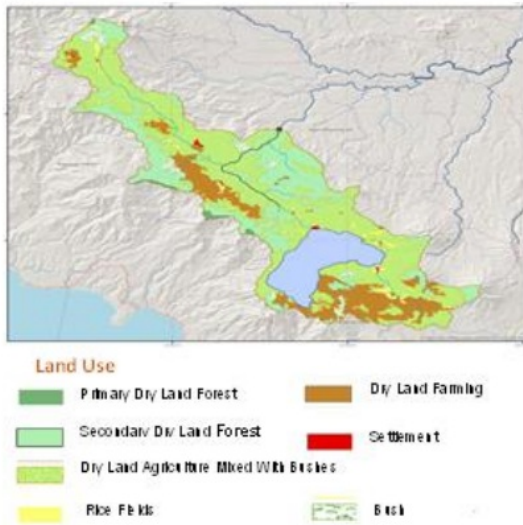 Land Use
Primary Dry Land Forest
Dry Land Farming
Secondary Dry Land Forest
Settlement
Dry Land Agriculture Mixed With Bushes
Rice Fields
Bush